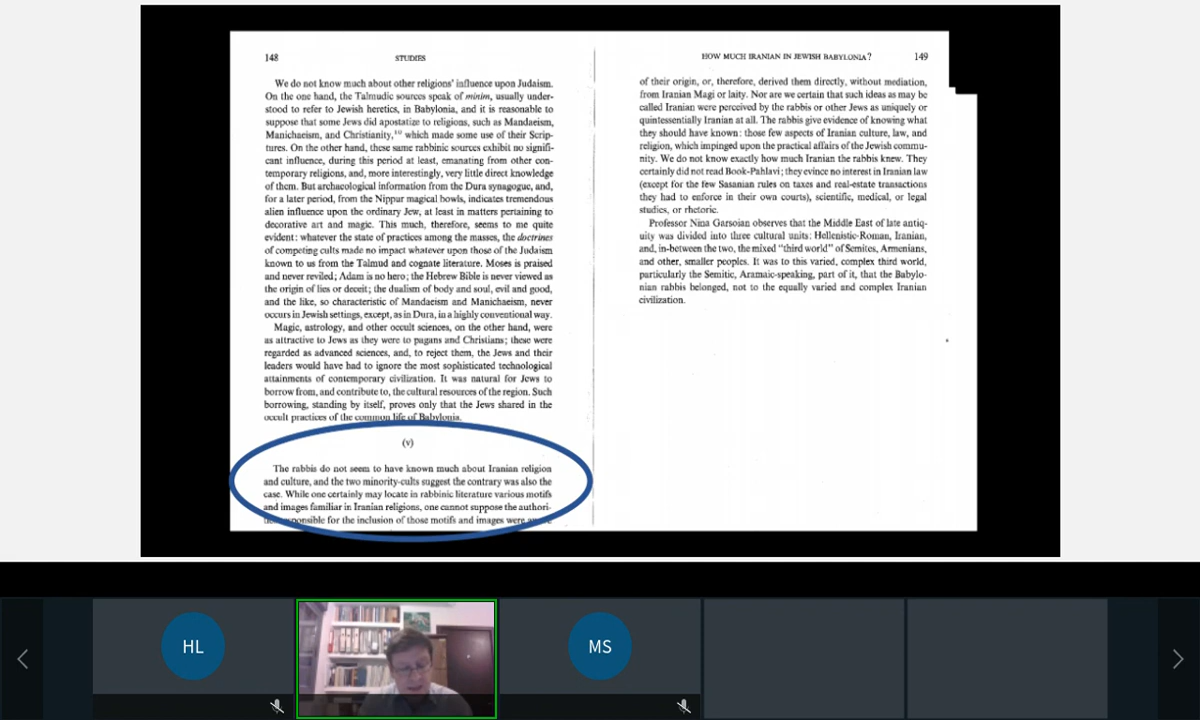 148
STUDIES
We do not know much about other religions' influence upon Judaism.
On the one hand, the Talmudic sources speak of minim, usually under-
stood to refer to Jewish heretics, in Babylonia, and it is reasonable to
suppose that some Jews did apostatize to religions, such as Mandaeism,
Manichaeism, and Christianity, which made some use of their Scrip-
tures. On the other hand, these same rabbinic sources exhibit no signifi-
cant influence, during this period at least, emanating from other con-
temporary religions, and, more interestingly, very little direct knowledge
of them. But archaeological information from the Dura synagogue, and,
for a later period, from the Nippur magical bowls, indicates tremendous
alien influence upon the ordinary Jew, at least in matters pertaining to
decorative art and magic. This much, therefore, seems to me quite
evident: whatever the state of practices among the masses, the doctrines
of competing cults made no impact whatever upon those of the Judaism
known to us from the Talmud and cognate literature. Moses is praised
and never reviled; Adam is no hero; the Hebrew Bible is never viewed as
the origin of lies or deceit; the dualism of body and soul, evil and good,
and the like, so characteristic of Mandaeism and Manichaeism, never
occurs in Jewish settings, except, as in Dura, in a highly conventional way.
Magic, astrology, and other occult sciences, on the other hand, were
as attractive to Jews as they were to pagans and Christians; these were
regarded as advanced sciences, and, to reject them, the Jews and their
leaders would have had to ignore the most sophisticated technological
attainments of contemporary civilization. It was natural for Jews to
borrow from, and contribute to, the cultural resources of the region. Such
borrowing, standing by itself, proves only that the Jews shared in the
occult practices of the common life of Babylonia.
(v)
The rabbis do not seem to have known much about Iranian religion
and culture, and the two minority-cults suggest the contrary was also the
case. While one certainly may locate in rabbinic literature various motifs
and images familiar in Iranian religions, one cannot suppose the authori-
responsible for the inclusion of those motifs and images were aware
HOW MUCH IRANIAN IN JEWISH BABYLONIA?
149
of their origin, or, therefore, derived them directly, without mediation,
from Iranian Magi or laity. Nor are we certain that such ideas as may be
called Iranian were perceived by the rabbis or other Jews as uniquely or
quintessentially Iranian at all. The rabbis give evidence of knowing what
they should have known: those few aspects of Iranian culture, law, and
religion, which impinged upon the practical affairs of the Jewish commu-
nity. We do not know exactly how much Iranian the rabbis knew. They
certainly did not read Book-Pahlavi; they evince no interest in Iranian law
(except for the few Sasanian rules on taxes and real-estate transactions
they had to enforce in their own courts), scientific, medical, or legal
studies, or rhetoric.
Professor Nina Garsoian observes that the Middle East of late antiq-
uity was divided into three cultural units: Hellenistic-Roman, Iranian,
and, in-between the two, the mixed "third world" of Semites, Armenians,
and other, smaller peoples. It was to this varied, complex third world,
particularly the Semitic, Aramaic-speaking, part of it, that the Babylo-
nian rabbis belonged, not to the equally varied and complex Iranian
civilization.
HL
MS